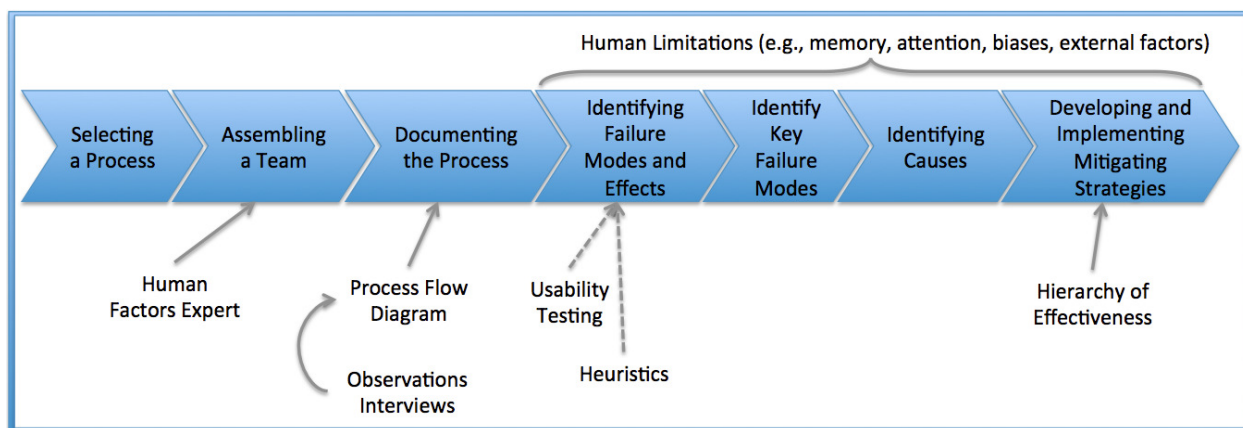 Human Limitations (e.g., memory, attention, biases, external factors)
Selecting
a Process
Assembling
a Team
Documenting
the Process
Identifying
Failure
Modes and
Effects
Identify
Key
Failure
Modes
Identifying
Causes
Developing and
Implementing
Mitigating
Strategies
Human
Factors Expert
Process Flow
Diagram
Observations
Interviews
Usability
Testing
Heuristics
Hierarchy of
Effectiveness